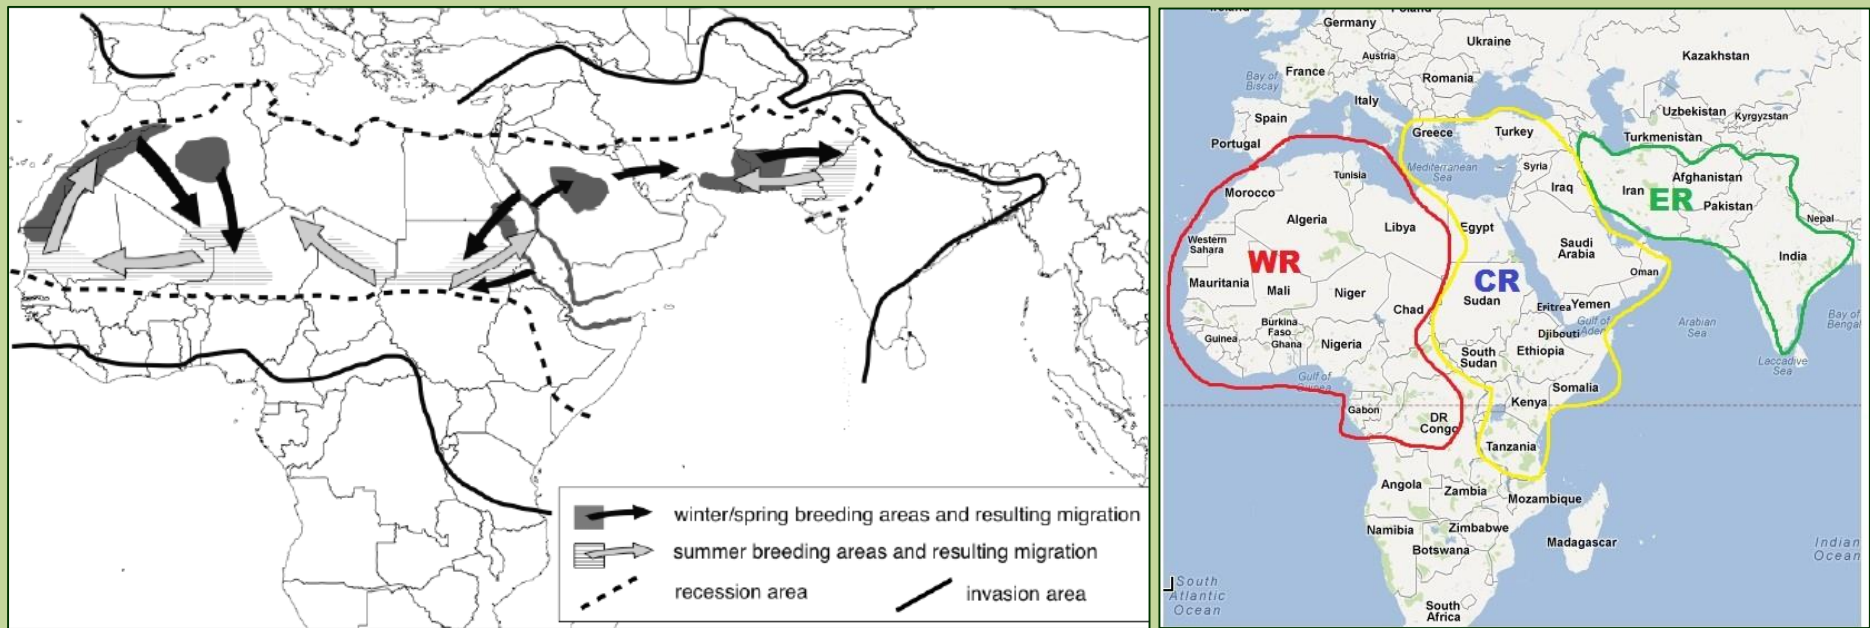 winter/spring breeding areas and resulting migration
summer breeding areas and resulting migration
recession area
invasion area
Germany
Ukraine
Kazakhstan
Bay of
Biscay
France
Austria
Romania
Italy
Uzbekistan
Kyrgyzstan
Spain
Portugal
Greece
Turkey
Turkmenistan
Mediterranean
Sea
Syria
Afghanistan
Tunisia
Morocco
Iraq
Iran
ER
Pakistan
Nepal
Algeria
Libya
Egypt
Western
Sahara
WR
Saudi
Arabia
India
Mauritania
Mali
Niger
CR
Sudan
Oman
Chad
Eritrea
Yemen
Burkina
Faso
Guinea
Ghana
Nigeria
Djibouti
Gulf of
Aden
Arabian
Sea
Bay of
Bengal
South
Sudan
Ethiopia
Laccadive
Sea
Gulf of
Guinea
Somalia
Gabon
Kenya
DR
Congo
Tanzania
Angola
Zambia
Mozambique
Namibia
Zimbabwe
Botswana
Madagascar
Indian
Ocean
South
Atlantic
Ocean
South
Africa